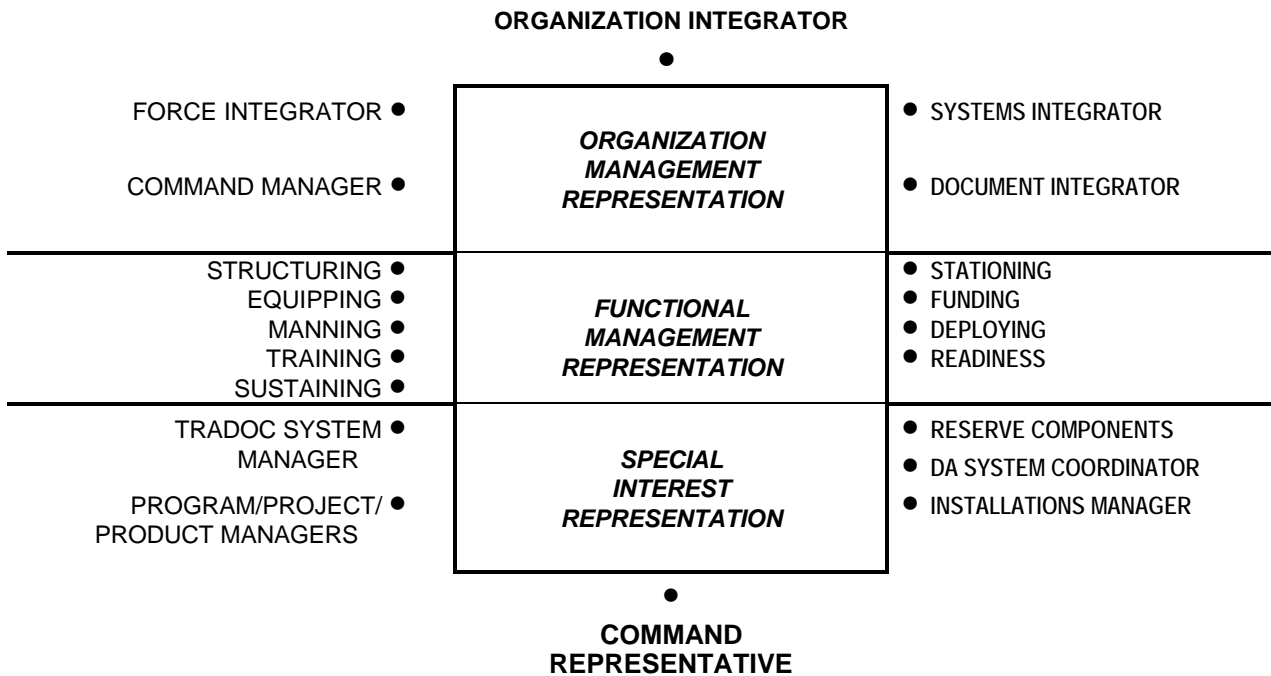 ORGANIZATION INTEGRATOR
●
FORCE INTEGRATOR ●
COMMAND MANAGER ●
ORGANIZATION
MANAGEMENT
REPRESENTATION
● SYSTEMS INTEGRATOR
● DOCUMENT INTEGRATOR
STRUCTURING ●
EQUIPPING ●
MANNING ●
TRAINING ●
SUSTAINING ●
FUNCTIONAL
MANAGEMENT
REPRESENTATION
● STATIONING
● FUNDING
● DEPLOYING
● READINESS
TRADOC SYSTEM ●
MANAGER
PROGRAM/PROJECT/ ●
PRODUCT MANAGERS
SPECIAL
INTEREST
REPRESENTATION
● RESERVE COMPONENTS
● DA SYSTEM COORDINATOR
● INSTALLATIONS MANAGER
●
COMMAND
REPRESENTATIVE